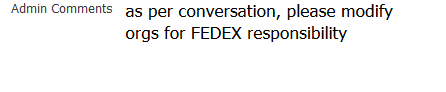 Admin Comments as per conversation, please modify
orgs for FEDEX responsibility